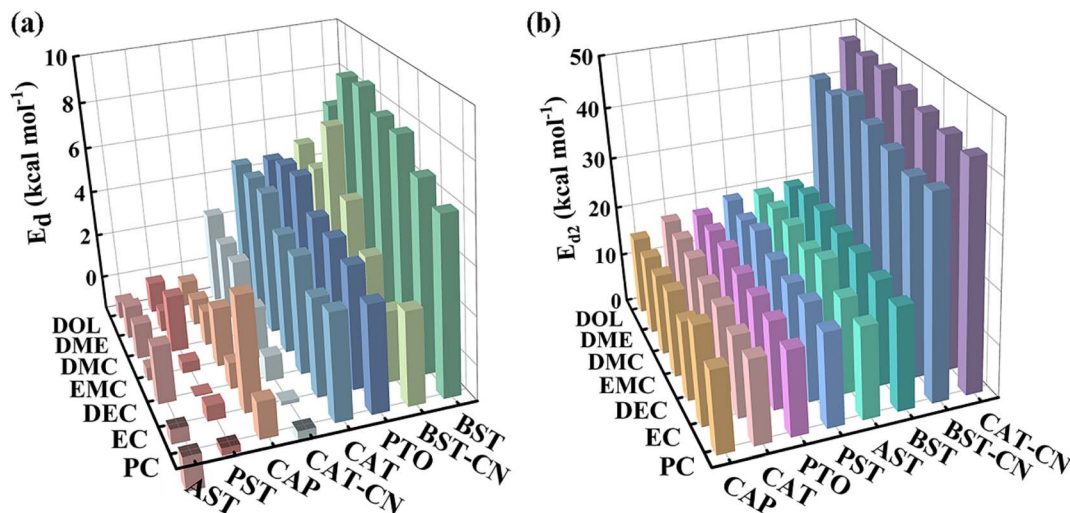 (a)
10
8
6
4
2
0
E_d (kcal mol⁻¹)
DOL
DME
DMC
EMC
DEC
EC
PC
AST
PST
CAP
CAT-CN
CAT
PTO
BST-CN
BST
(b)
50
40
30
20
10
0
E_d2 (kcal mol⁻¹)
DOL
DME
DMC
EMC
DEC
EC
PC
CAP
CAT
PTO
PST
AST
BST
BST-CN
CAT-CN